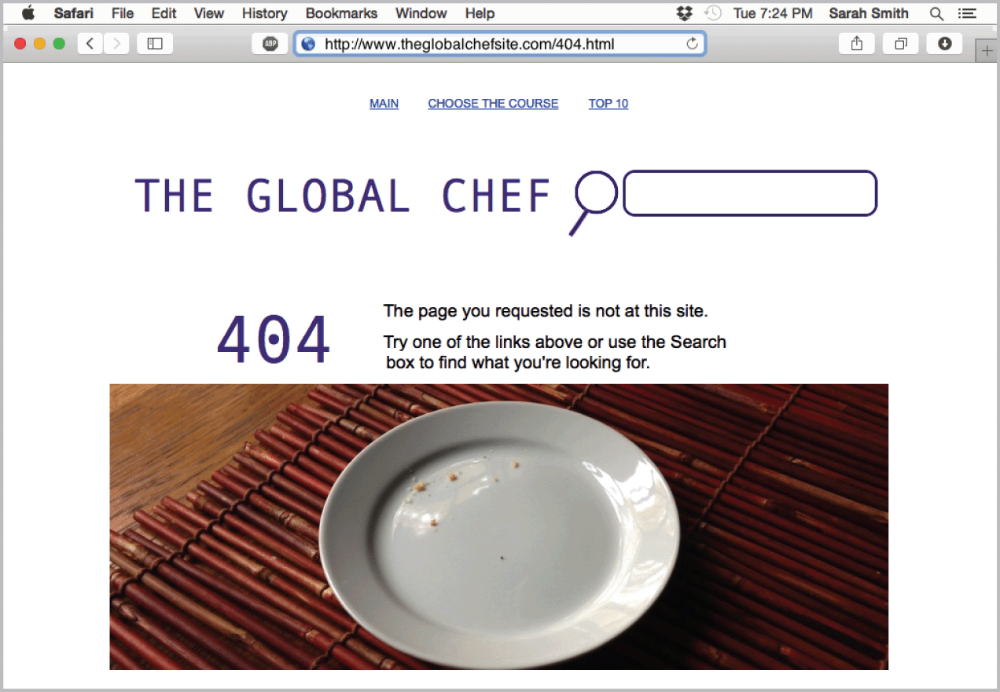 Safari File Edit View History Bookmarks Window Help Tue 7:24 PM Sarah Smith
ABP http://www.theglobalchefsite.com/404.html
MAIN CHOOSE THE COURSE TOP 10
THE GLOBAL CHEF
404
The page you requested is not at this site.
Try one of the links above or use the Search
box to find what you're looking for.